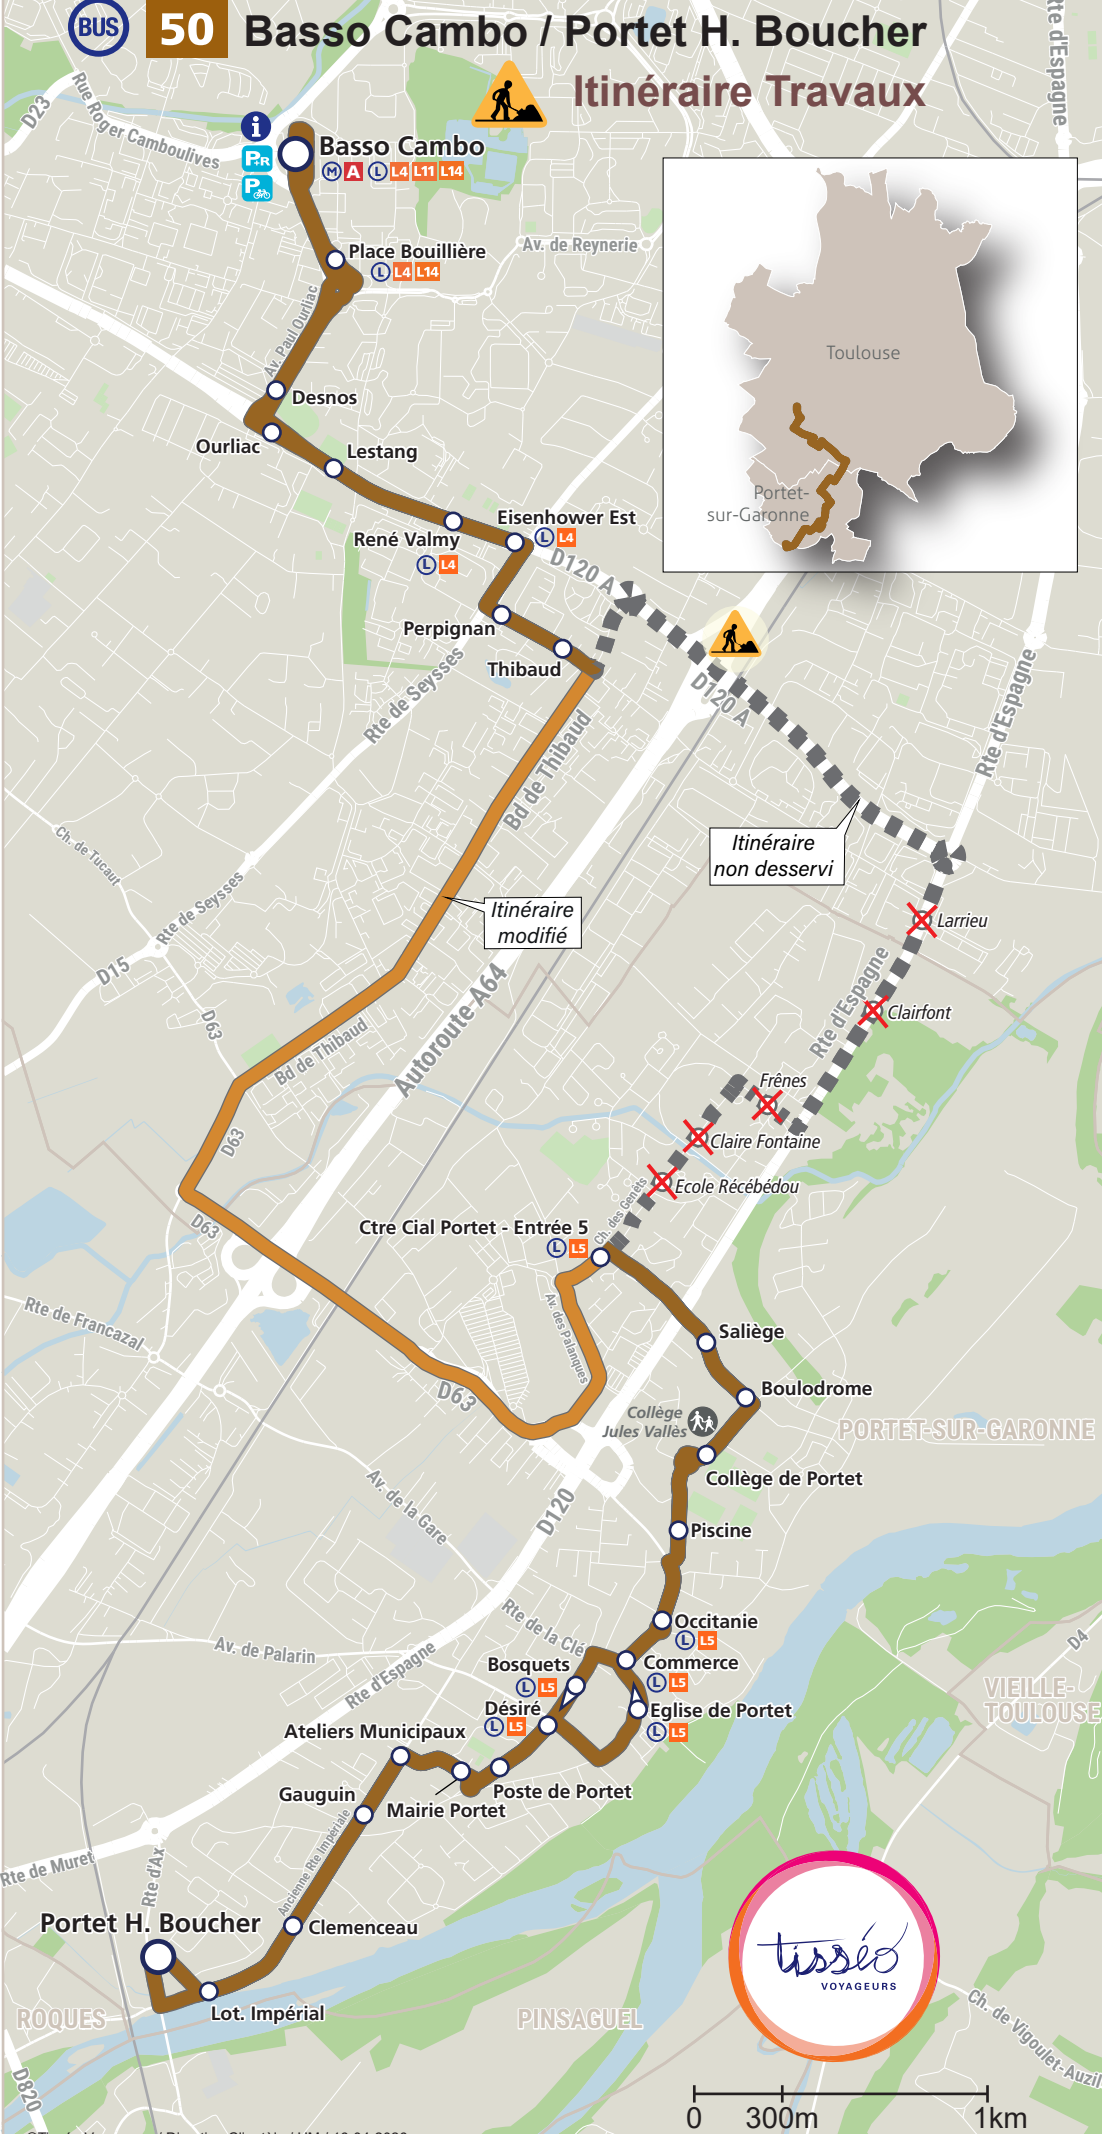 BUS 50 Basso Cambo / Portet H. Boucher
Itinéraire Travaux
Rte d'Espagne
D23
Rue Roger Camboulives
i
P+R
P
Basso Cambo
M A L L4 L11 L14
Place Bouillière
L L4 L14
Av. de Reynerie
Av. Paul Ourliac
Toulouse
Portet-
sur-Garonne
Desnos
Ourliac
Lestang
René Valmy
L L4
Eisenhower Est
L L4
D120 A
Perpignan
Thibaud
Rte de Seysses
D120 A
Rte d'Espagne
Bd de Thibaud
Itinéraire
non desservi
Ch. de Tucaut
Rte de Seysses
Itinéraire
modifié
Larrieu
D15
D63
Autoroute A64
Rte d'Espagne
Clairfont
Bd de Thibaud
Frênes
Claire Fontaine
D63
Ecole Récébédou
Ch. des Genêts
D63
Ctre Cial Portet - Entrée 5
L L5
Rte de Francazal
Av. des Palanques
Saliège
D63
Boulodrome
Collège
Jules Vallès
PORTET-SUR-GARONNE
Collège de Portet
Av. de la Gare
D120
Piscine
Rte de la Clé
Occitanie
L L5
Av. de Palarin
Rte d'Espagne
Bosquets
L L5
Commerce
L L5
D4
VIEILLE-
TOULOUSE
Désiré
L L5
Eglise de Portet
L L5
Ateliers Municipaux
Poste de Portet
Gauguin
Mairie Portet
Ancienne Rte Impériale
Rte de Muret
Rte d'Ax
Portet H. Boucher
Clemenceau
Lot. Impérial
ROQUES
PINSAGUEL
tisséo
VOYAGEURS
Ch. de Vigoulet-Auzil
D820
0 300m 1km